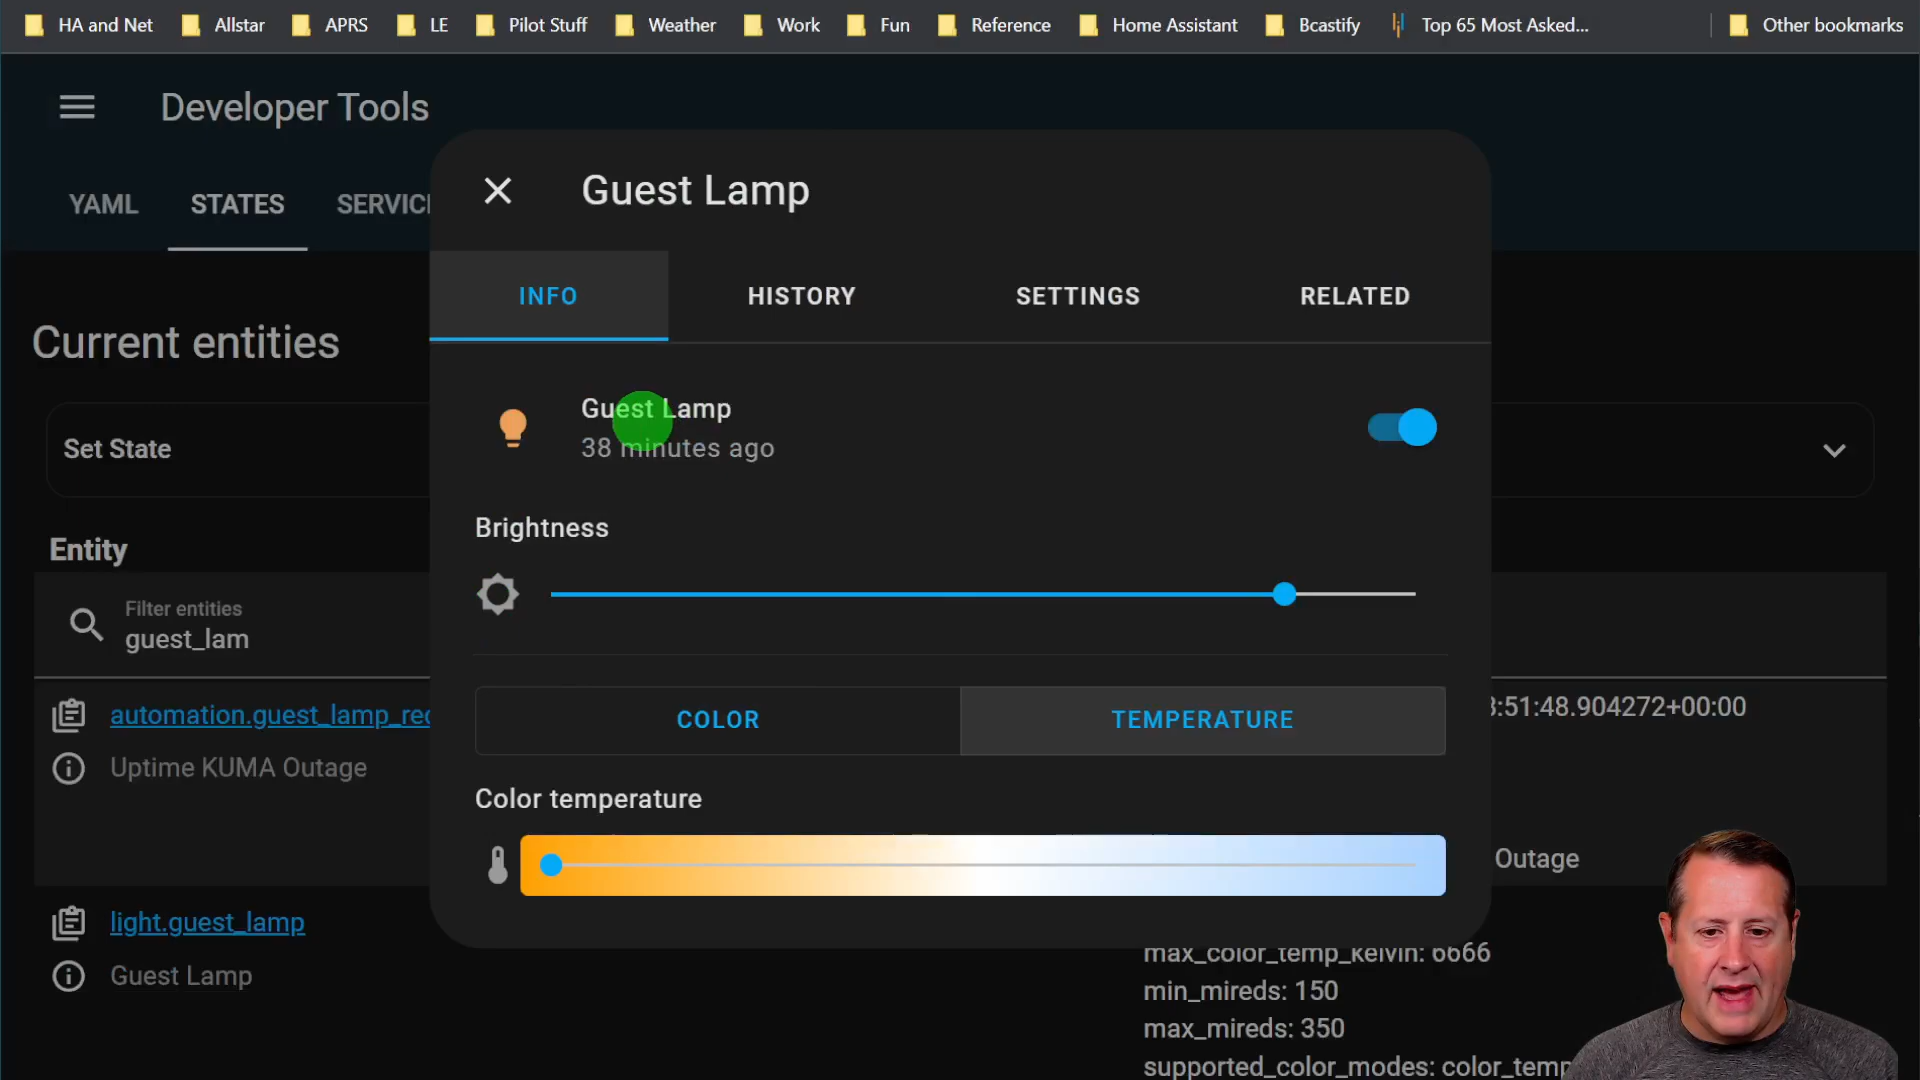 HA and Net Allstar APRS LE Pilot Stuff Weather Work Fun Reference Home Assistant Bcastify Top 65 Most Asked... Other bookmarks
Developer Tools
YAML STATES
Guest Lamp
INFO HISTORY SETTINGS RELATED
Current entities
Set State
Guest Lamp
38 minutes ago
Brightness
Entity
Filter entities
guest_lam
COLOR TEMPERATURE
automation.guest_lamp_rec
:51:48.904272+00:00
Uptime KUMA Outage
Color temperature
Outage
light.guest_lamp
Guest Lamp
max_color_temp_kelvin: 6666
min_mireds: 150
max_mireds: 350
supported_color_modes: color_temp